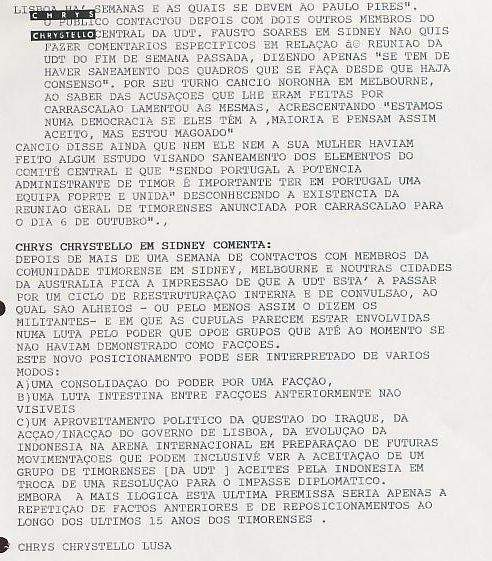 LISBOA HA' SEMANAS E AS QUAIS SE DEVEM AO PAULO PIRES".
CHRYS
O PUBLICO CONTACTOU DEPOIS COM DOIS OUTROS MEMBROS DO
CHRYSTELLO CENTRAL DA UDT. FAUSTO SOARES EM SIDNEY NAO QUIS
FAZER COMENTARIOS ESPECIFICOS EM RELAÇAO à© REUNIAO DA
UDT DO FIM DE SEMANA PASSADA, DIZENDO APENAS "SE TEM DE
HAVER SANEAMENTO DOS QUADROS QUE SE FAÇA DESDE QUE HAJA
CONSENSO". POR SEU TURNO CANCIO NORONHA EM MELBOURNE,
AO SABER DAS ACUSAÇOES QUE LHE ERAM FEITAS POR
CARRASCALAO LAMENTOU AS MESMAS, ACRESCENTANDO "ESTAMOS
NUMA DEMOCRACIA SE ELES TÊM A ,MAIORIA E PENSAM ASSIM
ACEITO, MAS ESTOU MAGOADO"
CANCIO DISSE AINDA QUE NEM ELE NEM A SUA MULHER HAVIAM
FEITO ALGUM ESTUDO VISANDO SANEAMENTO DOS ELEMENTOS DO
COMITÉ CENTRAL E QUE "SENDO PORTUGAL A POTENCIA
ADMINISTRANTE DE TIMOR É IMPORTANTE TER EM PORTUGAL UMA
EQUIPA FOPRTE E UNIDA" DESCONHECENDO A EXISTENCIA DA
REUNIAO GERAL DE TIMORENSES ANUNCIADA POR CARRASCALAO PARA
O DIA 6 DE OUTUBRO".,
CHRYS CHRYSTELLO EM SIDNEY COMENTA:
DEPOIS DE MAIS DE UMA SEMANA DE CONTACTOS COM MEMBROS DA
COMUNIDADE TIMORENSE EM SIDNEY, MELBOURNE E NOUTRAS CIDADES
DA AUSTRALIA FICA A IMPRESSAO DE QUE A UDT ESTA' A PASSAR
POR UM CICLO DE REESTRUTURAÇAO INTERNA E DE CONVULSAO, AO
QUAL SAO ALHEIOS - OU PELO MENOS ASSIM O DIZEM OS
MILITANTES- E EM QUE AS CUPULAS PARECEM ESTAR ENVOLVIDAS
NUMA LUTA PELO PODER QUE OPOE GRUPOS QUE ATÉ AO MOMENTO SE
NAO HAVIAM DEMONSTRADO COMO FACÇOES.
ESTE NOVO POSICIONAMENTO PODE SER INTERPRETADO DE VARIOS
MODOS:
A)UMA CONSOLIDAÇAO DO PODER POR UMA FACÇAO,
B)UMA LUTA INTESTINA ENTRE FACÇOES ANTERIORMENTE NAO
VISIVEIS
C)UM APROVEITAMENTO POLITICO DA QUESTAO DO IRAQUE, DA
ACÇAO/INACÇAO DO GOVERNO DE LISBOA, DA EVOLUÇAO DA
INDONESIA NA ARENA INTERNACIONAL EM PREPARAÇAO DE FUTURAS
MOVIMENTAÇOES QUE PODEM INCLUSIVÉ VER A ACEITAÇAO DE UM
GRUPO DE TIMORENSES [DA UDT ] ACEITES PELA INDONESIA EM
TROCA DE UMA RESOLUÇAO PARA O IMPASSE DIPLOMATICO.
EMBORA A MAIS ILOGICA ESTA ULTIMA PREMISSA SERIA APENAS A
REPETIÇAO DE FACTOS ANTERIORES E DE REPOSICIONAMENTOS AO
LONGO DOS ULTIMOS 15 ANOS DOS TIMORENSES .
CHRYS CHRYSTELLO LUSA